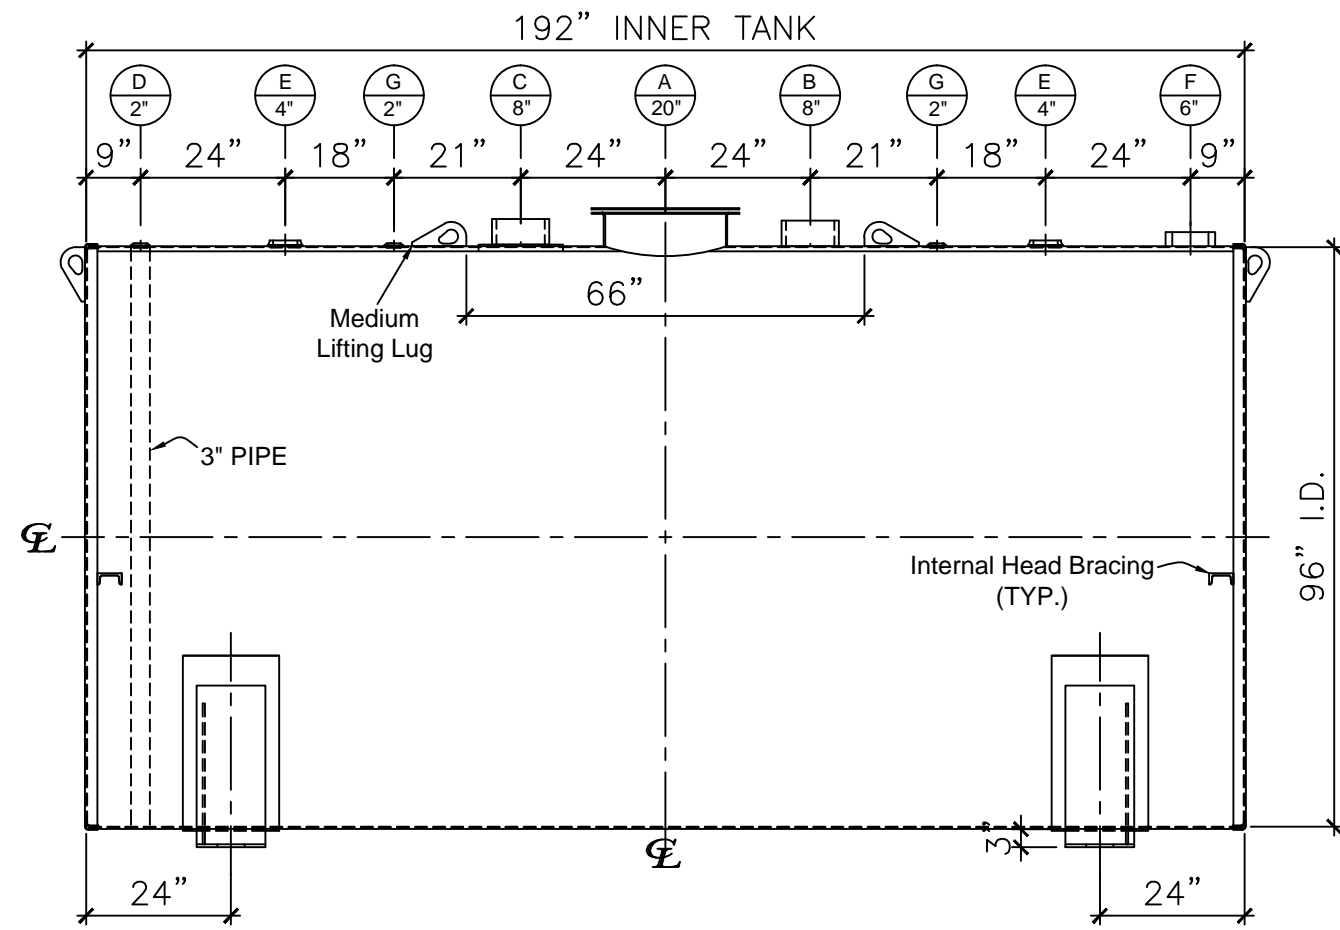 192” INNER TANK
D E G C A B G E F
2" 4" 2" 8" 20" 8" 2" 4" 6"
9” 24” 18” 21” 24” 24” 21” 18” 24” 9”
66”
Medium
Lifting Lug
3" PIPE
℄
Internal Head Bracing
(TYP.)
96” I.D.
3”
℄
24” 24”